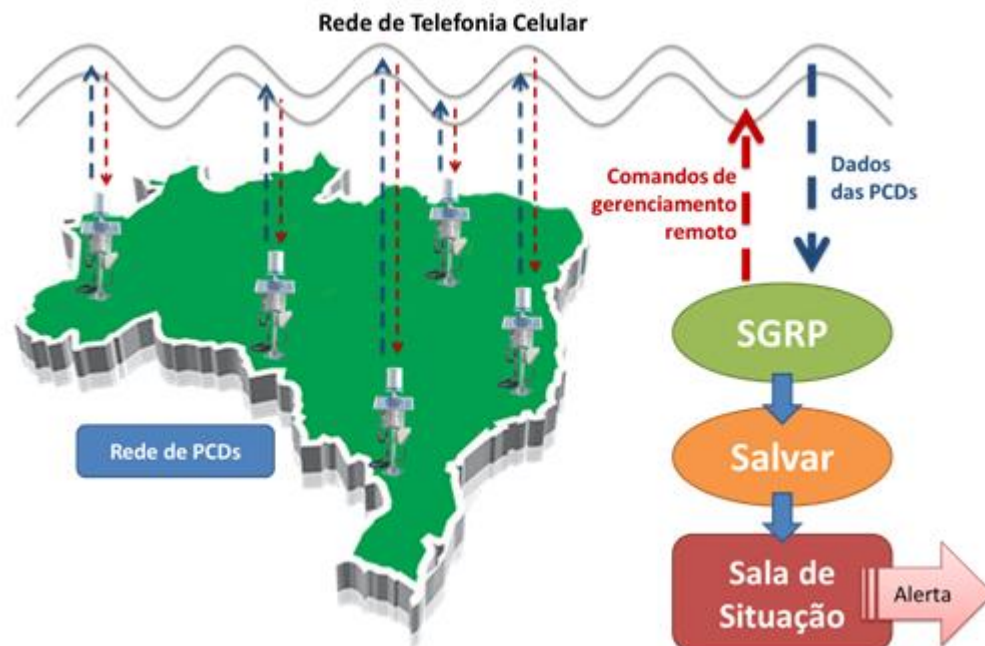 Rede de Telefonia Celular
Comandos de
gerenciamento
remoto
Dados
das PCDs
SGRP
Rede de PCDs
Salvar
Sala de
Situação
Alerta